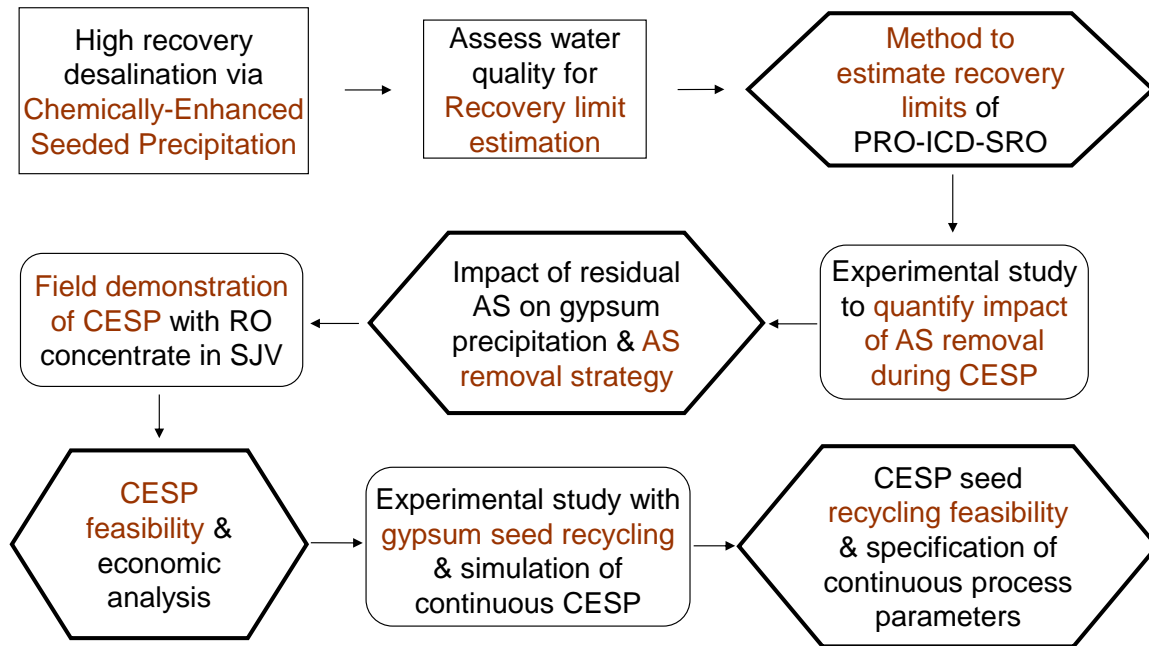 High recovery
desalination via
Chemically-Enhanced
Seeded Precipitation
Assess water
quality for
Recovery limit
estimation
Method to
estimate recovery
limits of
PRO-ICD-SRO
Experimental study
to quantify impact
of AS removal
during CESP
Impact of residual
AS on gypsum
precipitation & AS
removal strategy
Field demonstration
of CESP with RO
concentrate in SJV
CESP
feasibility &
economic
analysis
Experimental study with
gypsum seed recycling
& simulation of
continuous CESP
CESP seed
recycling feasibility
& specification of
continuous process
parameters